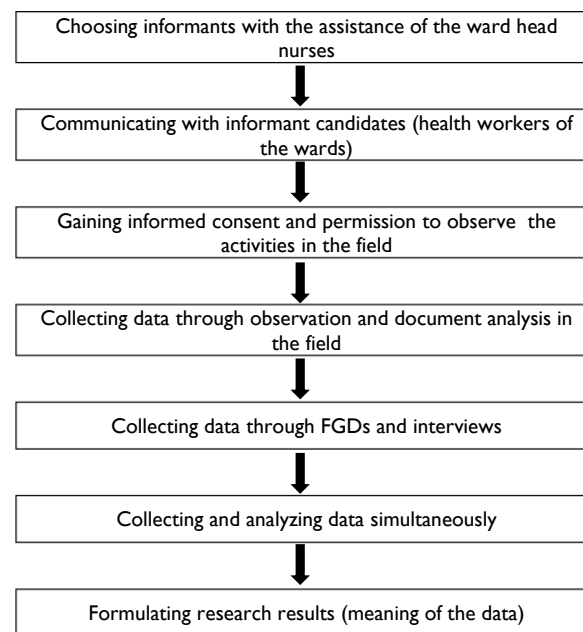 Choosing informants with the assistance of the ward head
nurses
Communicating with informant candidates (health workers of
the wards)
Gaining informed consent and permission to observe the
activities in the field
Collecting data through observation and document analysis in
the field
Collecting data through FGDs and interviews
Collecting and analyzing data simultaneously
Formulating research results (meaning of the data)